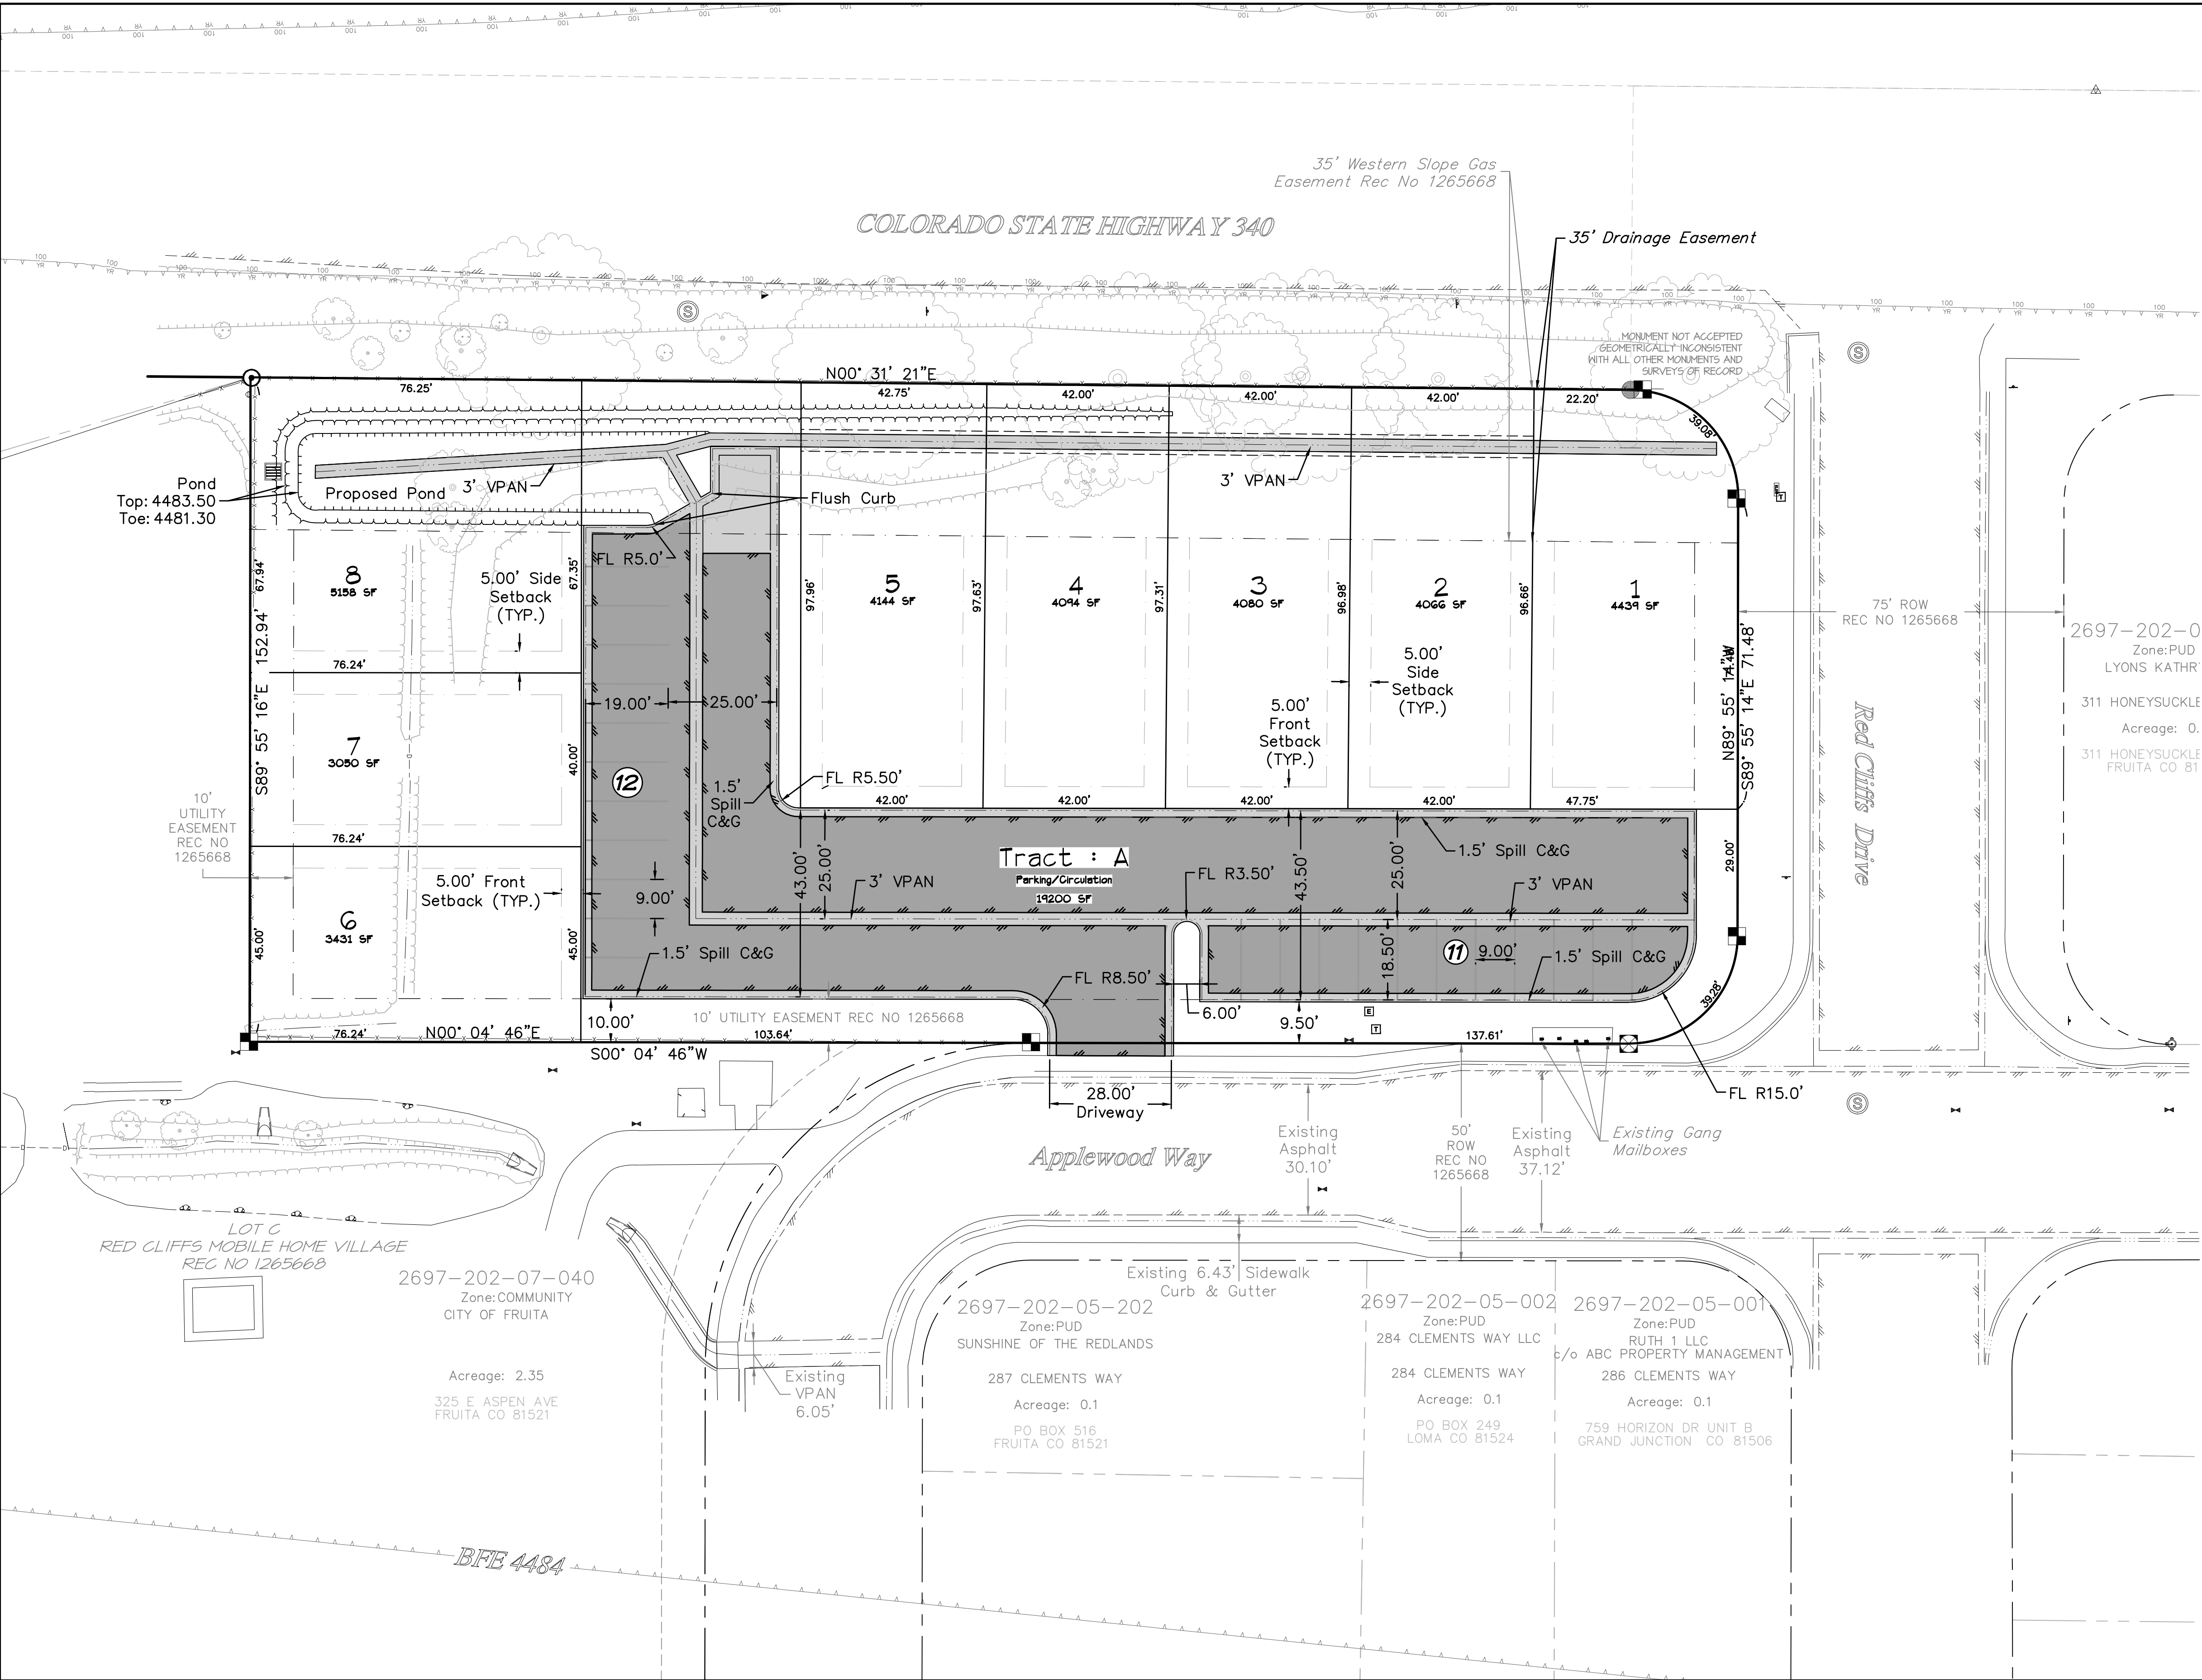 35' Western Slope Gas
Easement Rec No 1265668
COLORADO STATE HIGHWAY 340
35' Drainage Easement
MONUMENT NOT ACCEPTED
GEOMETRICALLY INCONSISTENT
WITH ALL OTHER MONUMENTS AND
SURVEYS OF RECORD
N00° 31' 21"E
76.25'
42.75'
42.00'
42.00'
42.00'
22.20'
39.08'
Pond
Top: 4483.50
Toe: 4481.30
Proposed Pond
3' VPAN
Flush Curb
3' VPAN
FL R5.0'
8
5158 SF
5.00' Side
Setback
(TYP.)
67.94'
67.35'
152.94'
S89° 55' 16"E
76.24'
7
3050 SF
40.00'
76.24'
10'
UTILITY
EASEMENT
REC NO
1265668
5.00' Front
Setback (TYP.)
6
3431 SF
45.00'
45.00'
76.24'
N00° 04' 46"E
S00° 04' 46"W
103.64'
19.00'
25.00'
12
1.5'
Spill
C&G
FL R5.50'
9.00'
97.96'
5
4144 SF
97.63'
4
4094 SF
97.31'
3
4080 SF
96.98'
2
4066 SF
96.66'
1
4439 SF
5.00'
Side
Setback
(TYP.)
5.00'
Front
Setback
(TYP.)
42.00'
42.00'
42.00'
42.00'
47.75'
N89° 55' 14"W
S89° 55' 14"E 71.48'
29.00'
75' ROW
REC NO 1265668
Red Cliffs Drive
2697-202-0
Zone:PUD
LYONS KATHR
311 HONEYSUCKLE
Acreage: 0.
311 HONEYSUCKLE
FRUITA CO 81
43.00'
25.00'
Tract : A
Parking/Circulation
19200 SF
3' VPAN
FL R3.50'
43.50'
25.00'
1.5' Spill C&G
3' VPAN
18.50'
11
9.00'
1.5' Spill C&G
1.5' Spill C&G
FL R8.50'
6.00'
9.50'
10.00'
10' UTILITY EASEMENT REC NO 1265668
E
T
137.61'
39.28'
FL R15.0'
28.00'
Driveway
Applewood Way
Existing
Asphalt
30.10'
50'
ROW
REC NO
1265668
Existing
Asphalt
37.12'
Existing Gang
Mailboxes
LOT C
RED CLIFFS MOBILE HOME VILLAGE
REC NO 1265668
2697-202-07-040
Zone:COMMUNITY
CITY OF FRUITA
Acreage: 2.35
325 E ASPEN AVE
FRUITA CO 81521
Existing
VPAN
6.05'
Existing 6.43' Sidewalk
Curb & Gutter
2697-202-05-202
Zone:PUD
SUNSHINE OF THE REDLANDS
287 CLEMENTS WAY
Acreage: 0.1
PO BOX 516
FRUITA CO 81521
2697-202-05-002
Zone:PUD
284 CLEMENTS WAY LLC
284 CLEMENTS WAY
Acreage: 0.1
PO BOX 249
LOMA CO 81524
2697-202-05-001
Zone:PUD
RUTH 1 LLC
c/o ABC PROPERTY MANAGEMENT
286 CLEMENTS WAY
Acreage: 0.1
759 HORIZON DR UNIT B
GRAND JUNCTION CO 81506
BFE 4484